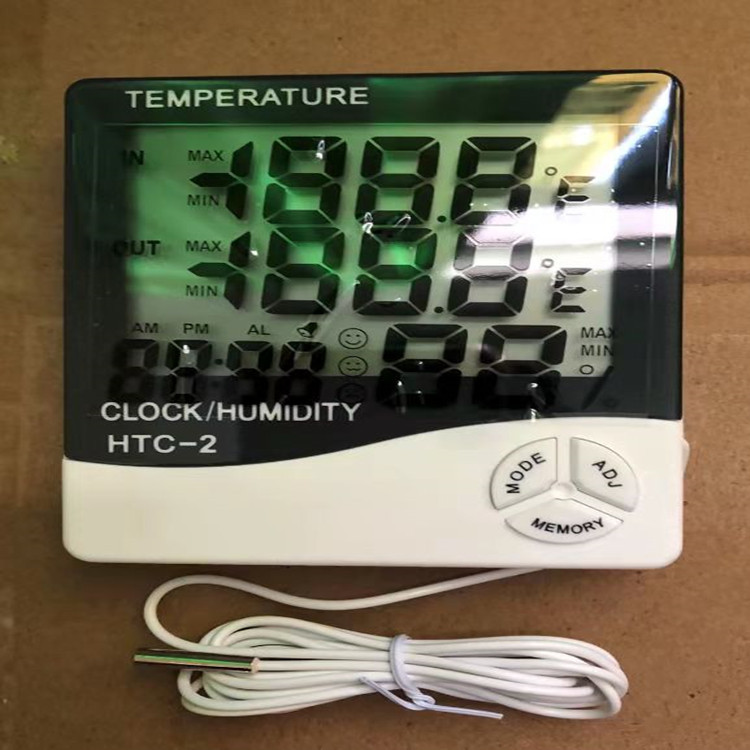 TEMPERATURE
IN MAX
MIN
OUT MAX
MIN
AM PM AL
MAX
MIN
CLOCK/HUMIDITY
HTC-2
MODE
ADJ
MEMORY